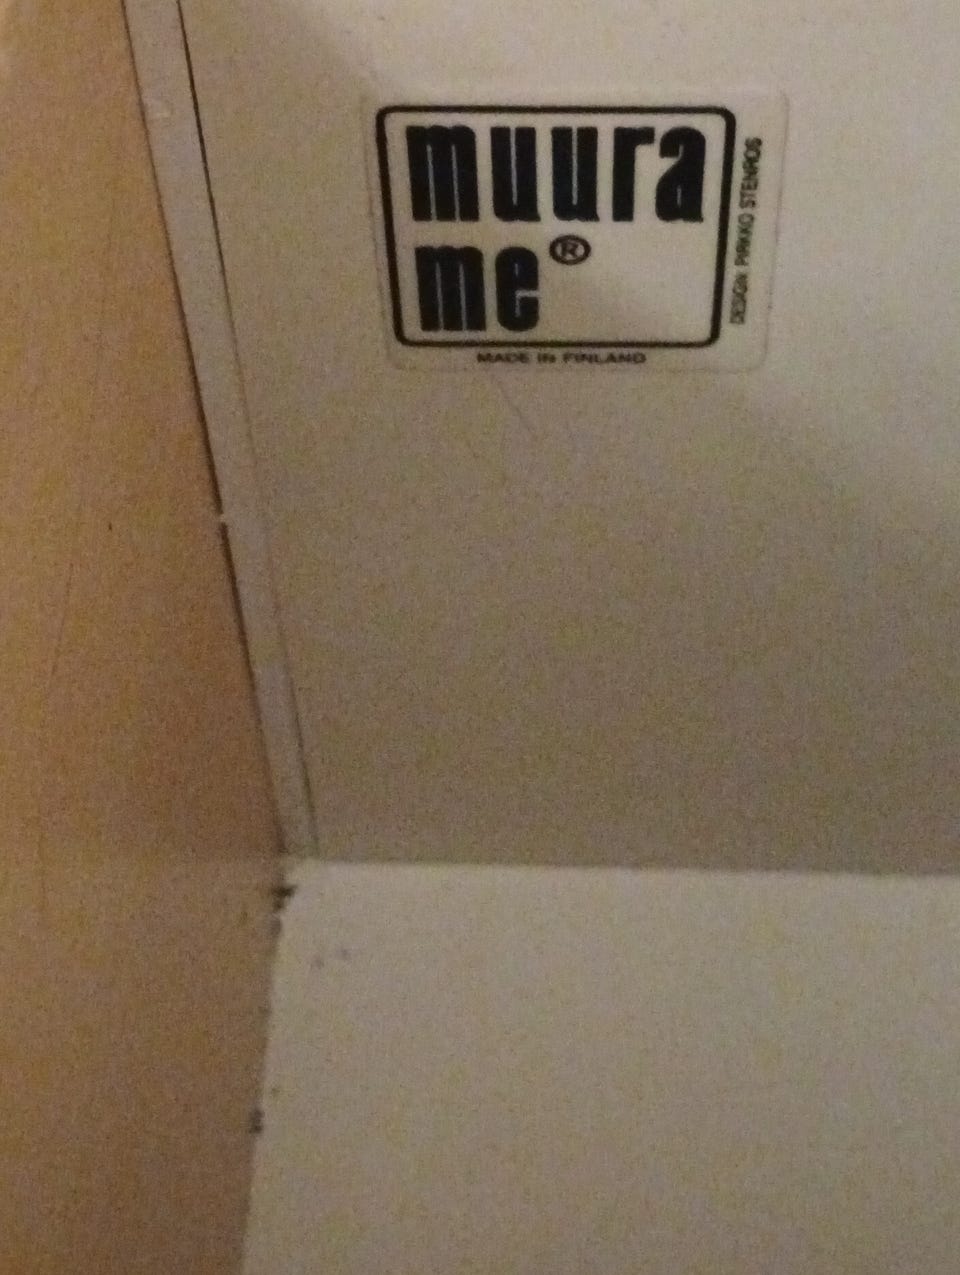 muura
me®
MADE IN FINLAND
DESIGN: PIRKKO STENROS